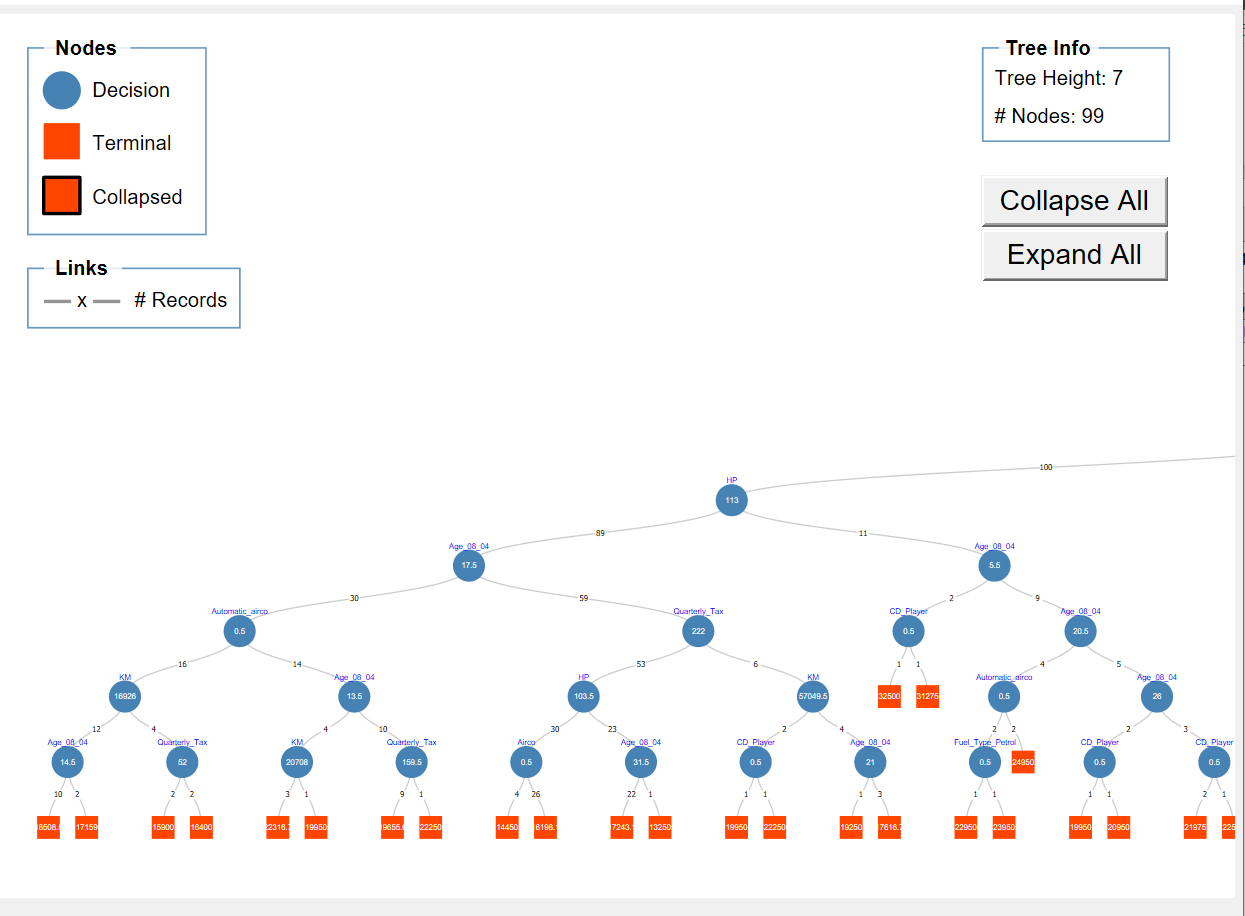 Nodes
Decision
Terminal
Collapsed
Links
x # Records
Tree Info
Tree Height: 7
# Nodes: 99
Collapse All
Expand All
100
HP
113
89 11
Age_08_04 Age_08_04
17.5 5.5
30 59 2 9
Automatic_airco Quarterly_Tax CD_Player Age_08_04
0.5 222 0.5 20.5
16 14 53 6 1 1 4 5
KM Age_08_04 HP KM Automatic_airco Age_08_04
16926 13.5 103.5 57049.5 32500 31275 0.5 26
12 4 4 10 30 23 2 4 2 2 2 3
Age_08_04 Quarterly_Tax KM Quarterly_Tax Airco Age_08_04 CD_Player Age_08_04 Fuel_Type_Petrol CD_Player CD_Player
14.5 52 20708 159.5 0.5 31.5 0.5 21 0.5 24950 0.5 0.5
10 2 2 2 3 1 9 1 4 26 22 1 1 1 1 3 1 1 1 1 2 1
17159 15900 16400 19950 22250 14450 13250 19950 22250 19250 22950 23950 19950 20950 21975